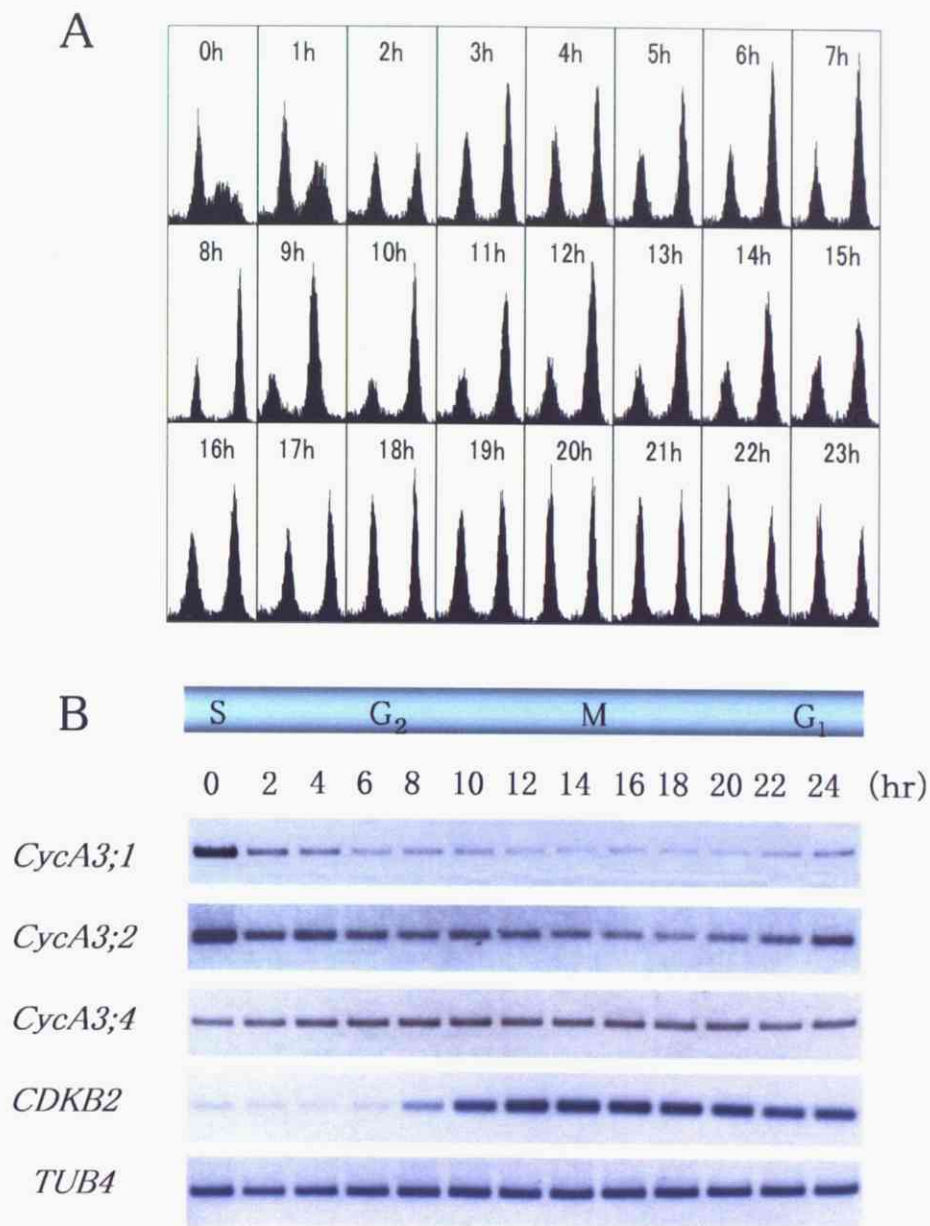 A
0h 1h 2h 3h 4h 5h 6h 7h
8h 9h 10h 11h 12h 13h 14h 15h
16h 17h 18h 19h 20h 21h 22h 23h
B
S G₂ M G₁
0 2 4 6 8 10 12 14 16 18 20 22 24 (hr)
CycA3;1
CycA3;2
CycA3;4
CDKB2
TUB4